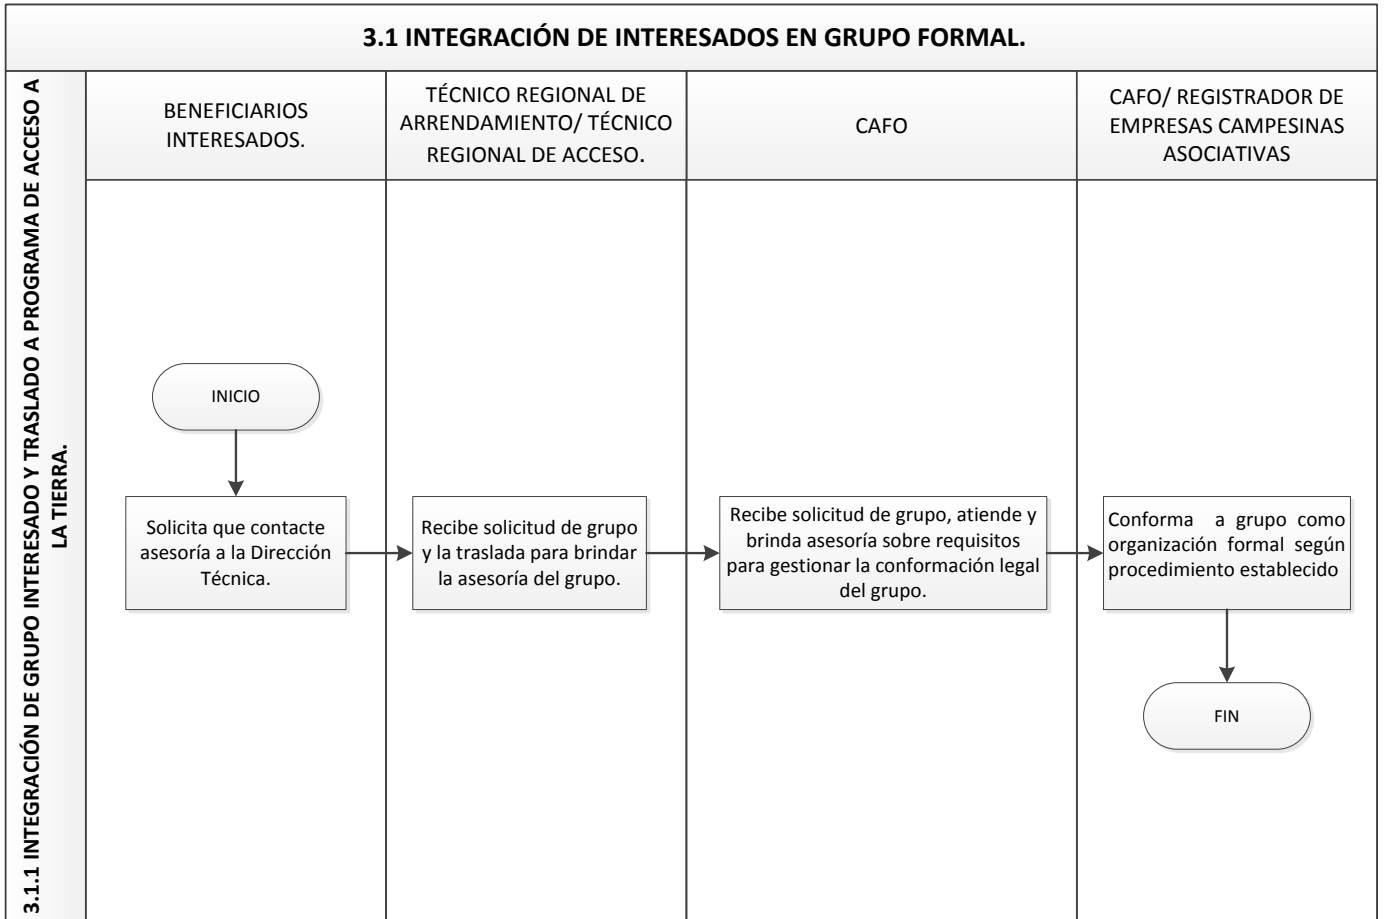 3.1 INTEGRACIÓN DE INTERESADOS EN GRUPO FORMAL.
3.1.1 INTEGRACIÓN DE GRUPO INTERESADO Y TRASLADO A PROGRAMA DE ACCESO A
LA TIERRA.
BENEFICIARIOS
INTERESADOS.
TÉCNICO REGIONAL DE
ARRENDAMIENTO/ TÉCNICO
REGIONAL DE ACCESO.
CAFO
CAFO/ REGISTRADOR DE
EMPRESAS CAMPESINAS
ASOCIATIVAS
INICIO
Solicita que contacte
asesoría a la Dirección
Técnica.
Recibe solicitud de grupo
y la traslada para brindar
la asesoría del grupo.
Recibe solicitud de grupo, atiende y
brinda asesoría sobre requisitos
para gestionar la conformación legal
del grupo.
Conforma a grupo como
organización formal según
procedimiento establecido
FIN